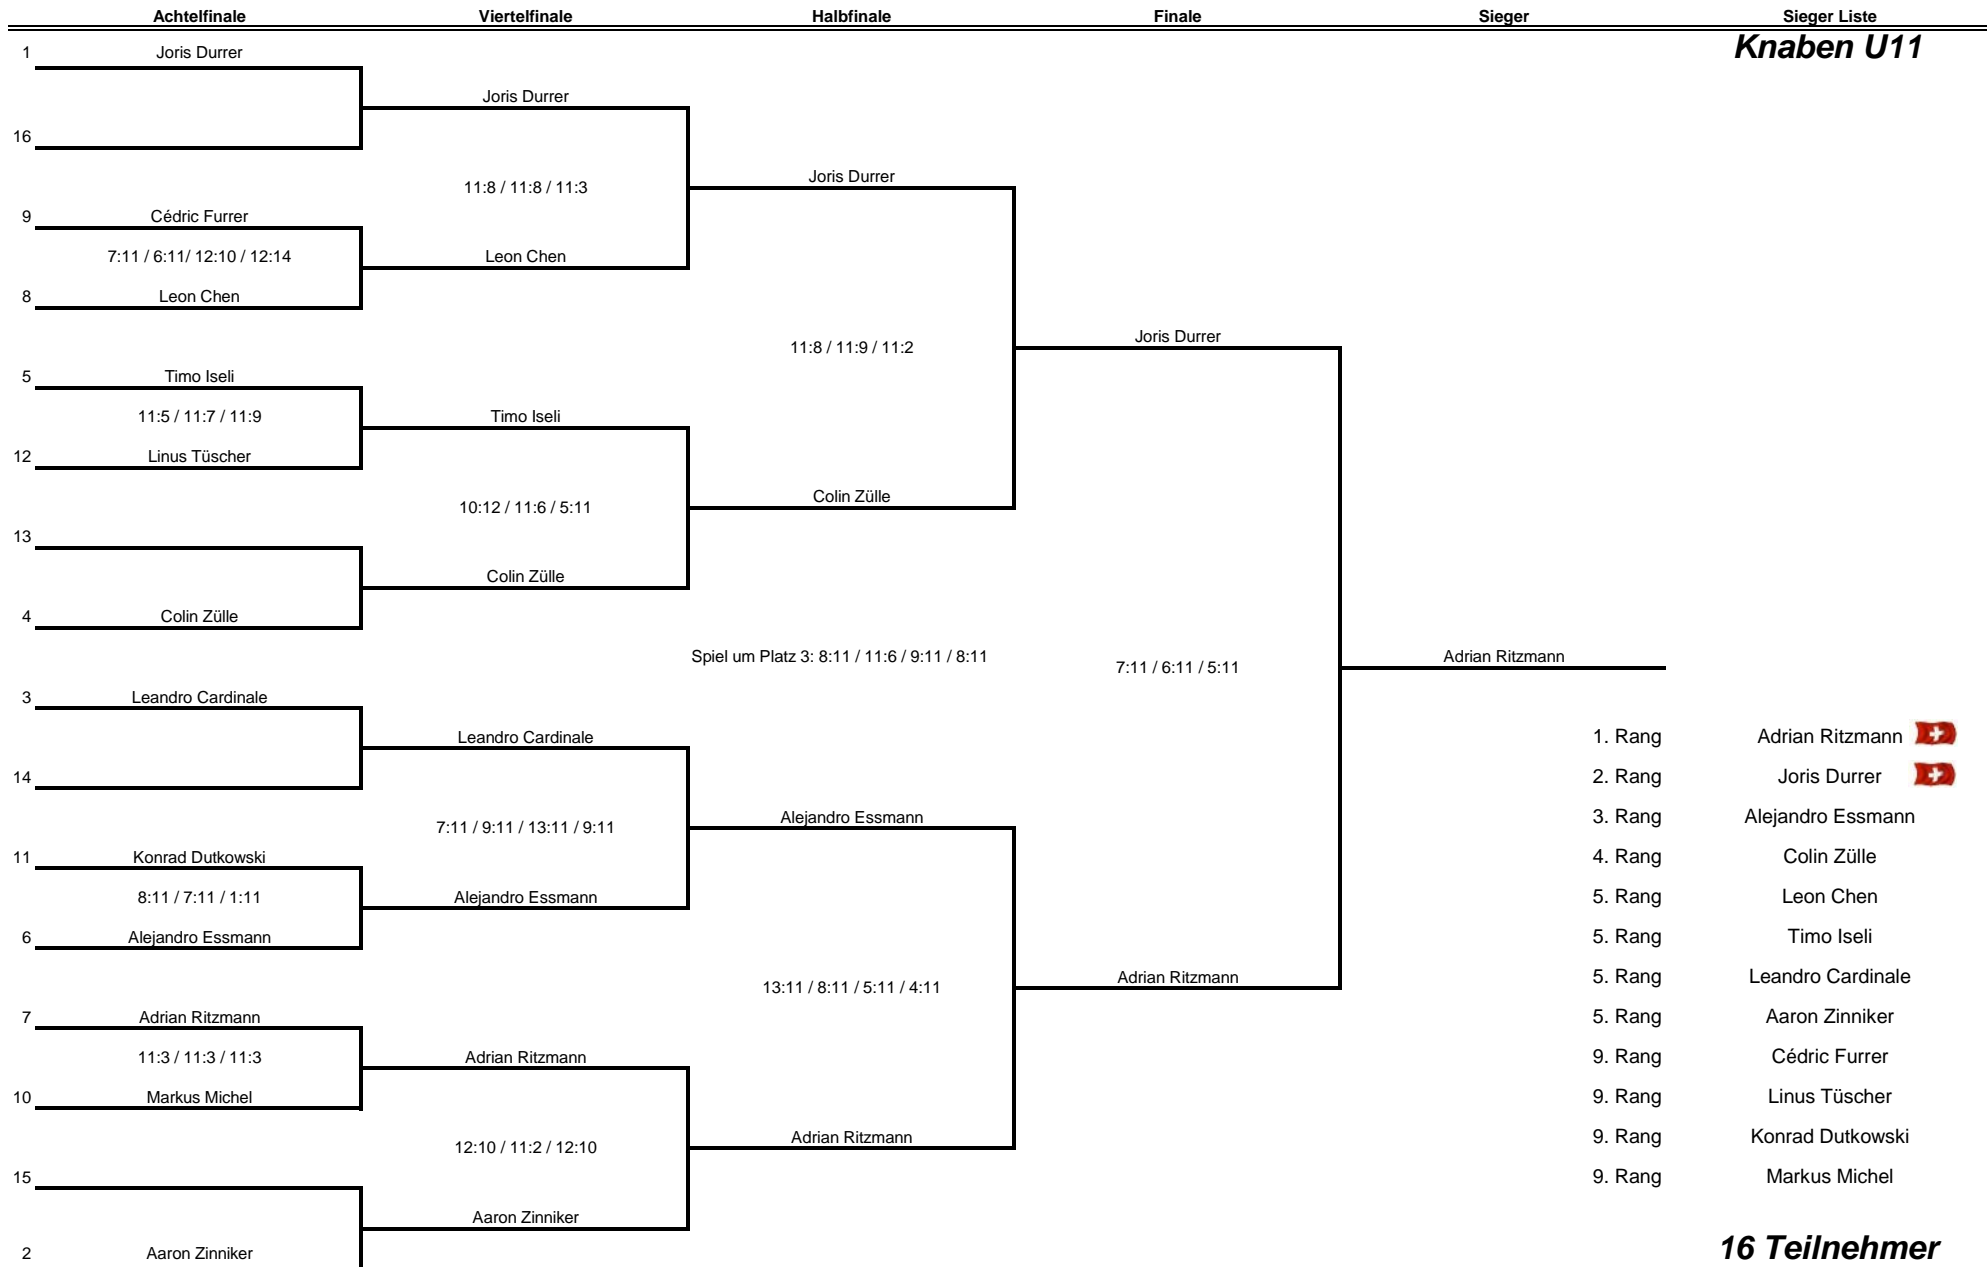 Achtelfinale Viertelfinale Halbfinale Finale Sieger Sieger Liste
Knaben U11
1 Joris Durrer
Joris Durrer
16
11:8 / 11:8 / 11:3
Joris Durrer
9 Cédric Furrer
7:11 / 6:11/ 12:10 / 12:14
Leon Chen
8 Leon Chen
11:8 / 11:9 / 11:2
Joris Durrer
5 Timo Iseli
11:5 / 11:7 / 11:9
Timo Iseli
12 Linus Tüscher
10:12 / 11:6 / 5:11
Colin Zülle
13
Colin Zülle
4 Colin Zülle
Spiel um Platz 3: 8:11 / 11:6 / 9:11 / 8:11
7:11 / 6:11 / 5:11
Adrian Ritzmann
3 Leandro Cardinale
Leandro Cardinale
1. Rang Adrian Ritzmann
14
2. Rang Joris Durrer
7:11 / 9:11 / 13:11 / 9:11
Alejandro Essmann
3. Rang Alejandro Essmann
11 Konrad Dutkowski
4. Rang Colin Zülle
8:11 / 7:11 / 1:11
Alejandro Essmann
5. Rang Leon Chen
6 Alejandro Essmann
5. Rang Timo Iseli
13:11 / 8:11 / 5:11 / 4:11
Adrian Ritzmann
5. Rang Leandro Cardinale
7 Adrian Ritzmann
5. Rang Aaron Zinniker
11:3 / 11:3 / 11:3
Adrian Ritzmann
9. Rang Cédric Furrer
10 Markus Michel
9. Rang Linus Tüscher
12:10 / 11:2 / 12:10
Adrian Ritzmann
9. Rang Konrad Dutkowski
15
9. Rang Markus Michel
Aaron Zinniker
2 Aaron Zinniker
16 Teilnehmer